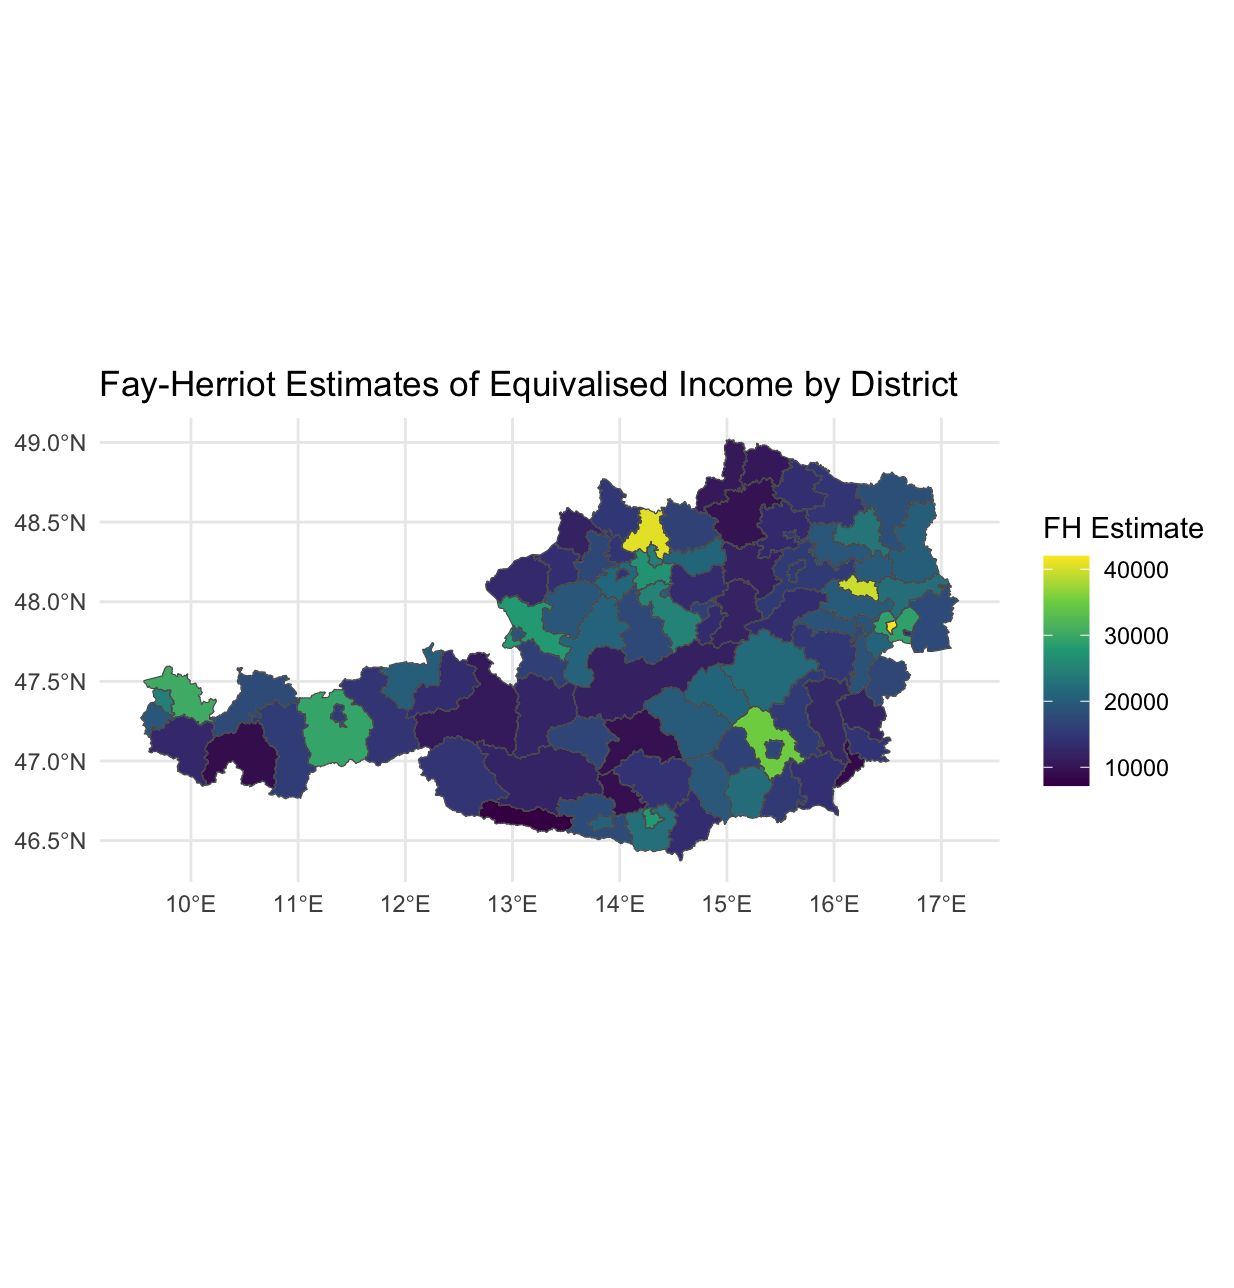 Fay-Herriot Estimates of Equivalised Income by District
49.0°N
48.5°N
48.0°N
47.5°N
47.0°N
46.5°N
10°E 11°E 12°E 13°E 14°E 15°E 16°E 17°E
FH Estimate
40000
30000
20000
10000